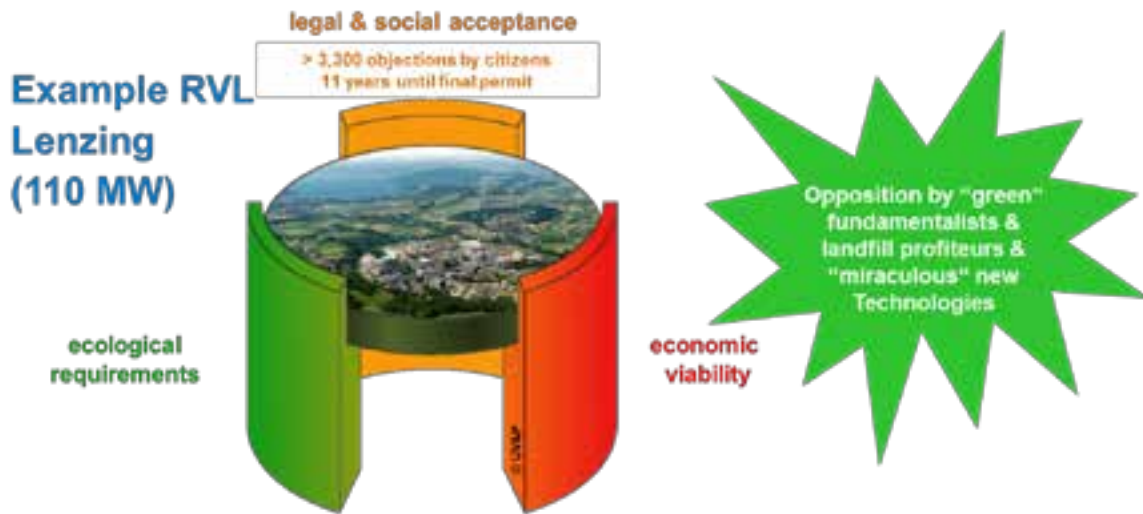 legal & social acceptance
> 3,300 objections by citizens
11 years until final permit
Example RVL
Lenzing
(110 MW)
Opposition by "green"
fundamentalists &
landfill profiteurs &
"miraculous" new
Technologies
ecological
requirements
economic
viability